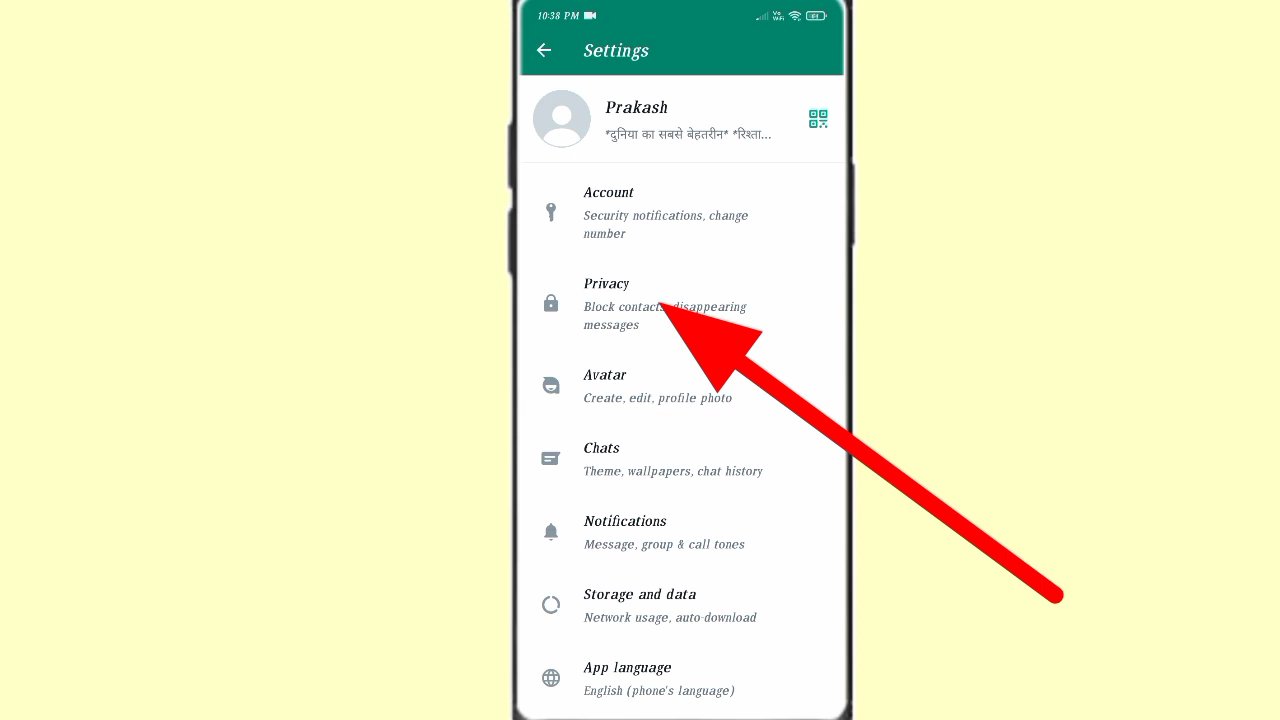 10:38 PM
Vo
WiFi
Settings
Prakash
*दुनिया का सबसे बेहतरीन* *रिश्ता...
Account
Security notifications, change
number
Privacy
Block contacts, disappearing
messages
Avatar
Create, edit, profile photo
Chats
Theme, wallpapers, chat history
Notifications
Message, group & call tones
Storage and data
Network usage, auto-download
App language
English (phone's language)